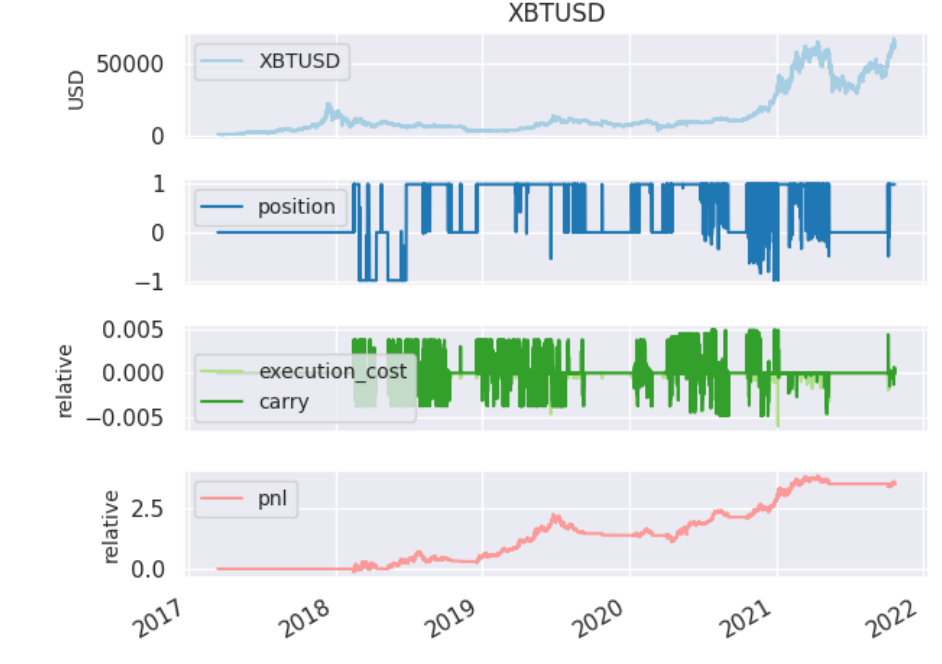 XBTUSD
USD
50000
0
XBTUSD
1
0
−1
position
relative
0.005
0.000
−0.005
execution_cost
carry
relative
2.5
0.0
pnl
2017 2018 2019 2020 2021 2022